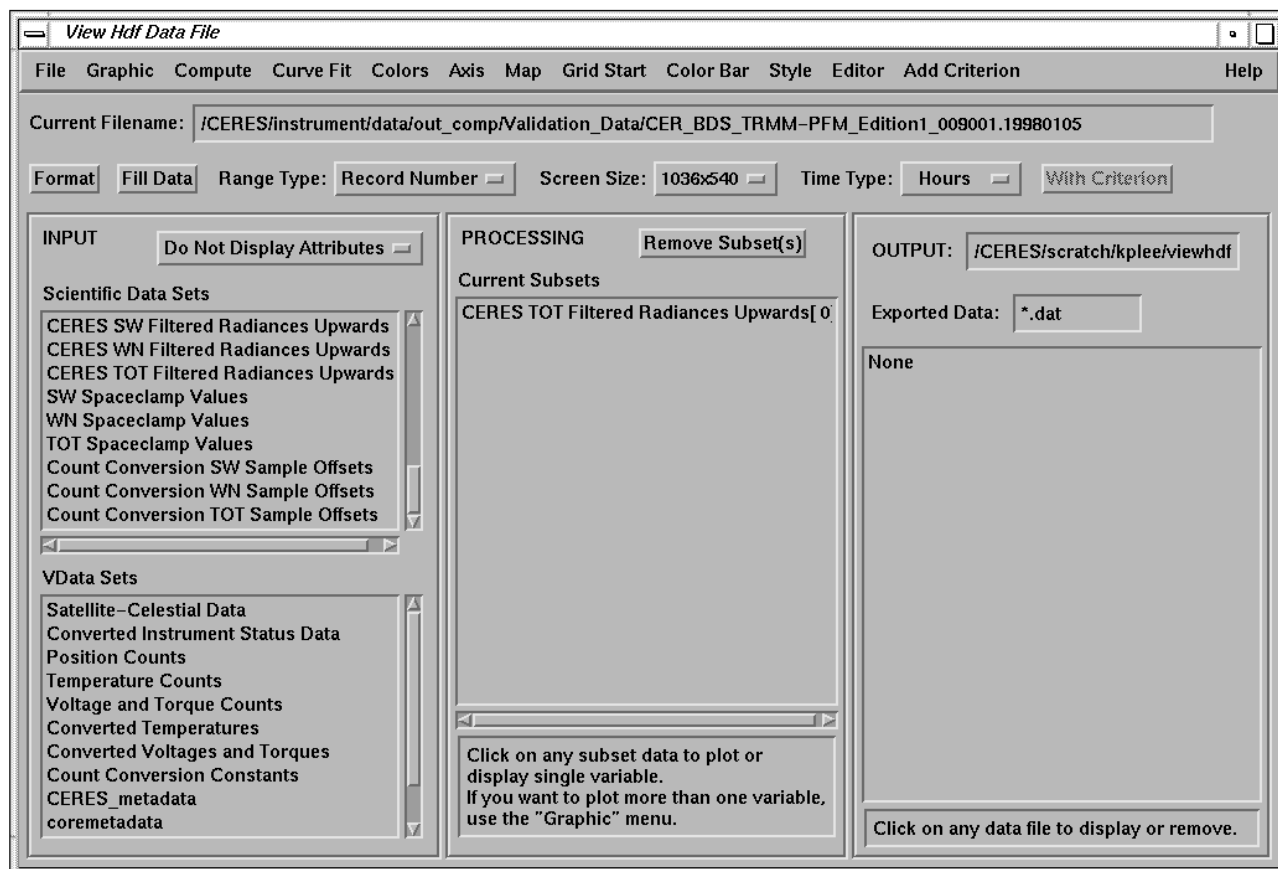 View Hdf Data File
File Graphic Compute Curve Fit Colors Axis Map Grid Start Color Bar Style Editor Add Criterion Help
Current Filename: /CERES/instrument/data/out_comp/Validation_Data/CER_BDS_TRMM-PFM_Edition1_009001.19980105
Format Fill Data Range Type: Record Number Screen Size: 1036x540 Time Type: Hours With Criterion
INPUT Do Not Display Attributes
Scientific Data Sets
CERES SW Filtered Radiances Upwards
CERES WN Filtered Radiances Upwards
CERES TOT Filtered Radiances Upwards
SW Spaceclamp Values
WN Spaceclamp Values
TOT Spaceclamp Values
Count Conversion SW Sample Offsets
Count Conversion WN Sample Offsets
Count Conversion TOT Sample Offsets
VData Sets
Satellite-Celestial Data
Converted Instrument Status Data
Position Counts
Temperature Counts
Voltage and Torque Counts
Converted Temperatures
Converted Voltages and Torques
Count Conversion Constants
CERES_metadata
coremetadata
PROCESSING Remove Subset(s)
Current Subsets
CERES TOT Filtered Radiances Upwards[ 0]
Click on any subset data to plot or
display single variable.
If you want to plot more than one variable,
use the "Graphic" menu.
OUTPUT: /CERES/scratch/kplee/viewhdf
Exported Data: *.dat
None
Click on any data file to display or remove.